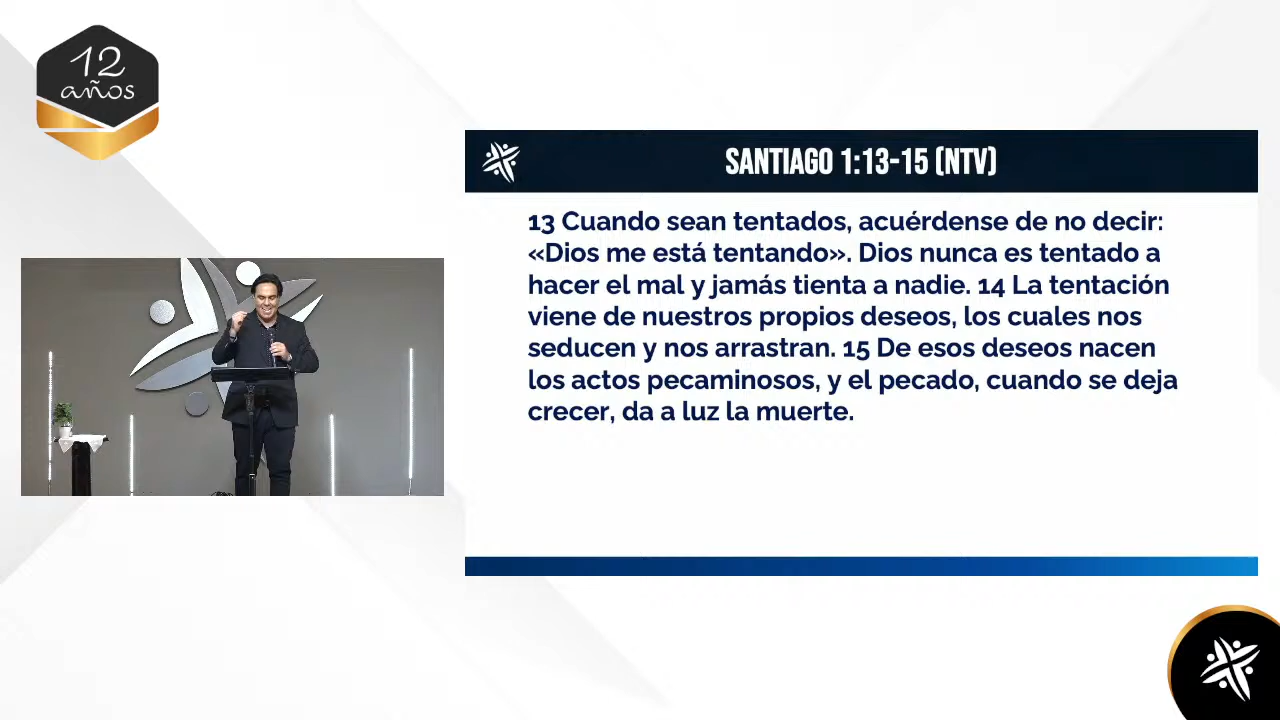 12
años
SANTIAGO 1:13-15 (NTV)
13 Cuando sean tentados, acuérdense de no decir:
«Dios me está tentando». Dios nunca es tentado a
hacer el mal y jamás tienta a nadie. 14 La tentación
viene de nuestros propios deseos, los cuales nos
seducen y nos arrastran. 15 De esos deseos nacen
los actos pecaminosos, y el pecado, cuando se deja
crecer, da a luz la muerte.